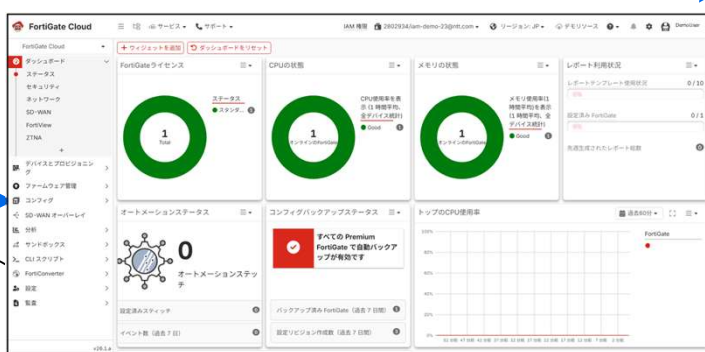 FortiGate Cloud
サービス
サポート
IAM 権限
2802934/iam-demo-23@ntt.com
リージョン: JP
デモリソース
DemoUser
FortiGate Cloud
ウィジェットを追加
ダッシュボードをリセット
ダッシュボード
ステータス
セキュリティ
ネットワーク
SD-WAN
FortiView
ZTNA
+
デバイスとプロビジョニン
グ
ファームウェア管理
コンフィグ
SD-WAN オーバーレイ
分析
サンドボックス
CLI スクリプト
FortiConverter
設定
監査
FortiGateライセンス
ステータス
スタンダ...
1
Total
CPUの状態
CPU使用率を表
示 (1 時間平均、
全デバイス統計)
Good
1
オンラインのFortiGate
メモリの状態
メモリ使用率(1
時間平均)を表示
(1 時間平均、全
デバイス統計)
Good
1
オンラインのFortiGate
レポート利用状況
レポートテンプレート使用状況
0 / 10
0%
設定済み FortiGate
0 / 1
0%
先週生成されたレポート総数
0
オートメーションステータス
0
オートメーションステッ
チ
設定済みスティッチ
0
イベント数（過去 7 日）
0
コンフィグバックアップステータス
すべての Premium
FortiGate で自動バックア
ップが有効です
バックアップ済み FortiGate（過去 7 日間）
設定リビジョン作成数（過去 7 日間）
トップのCPU使用率
過去60分
100%
80%
60%
40%
20%
0%
FortiGate